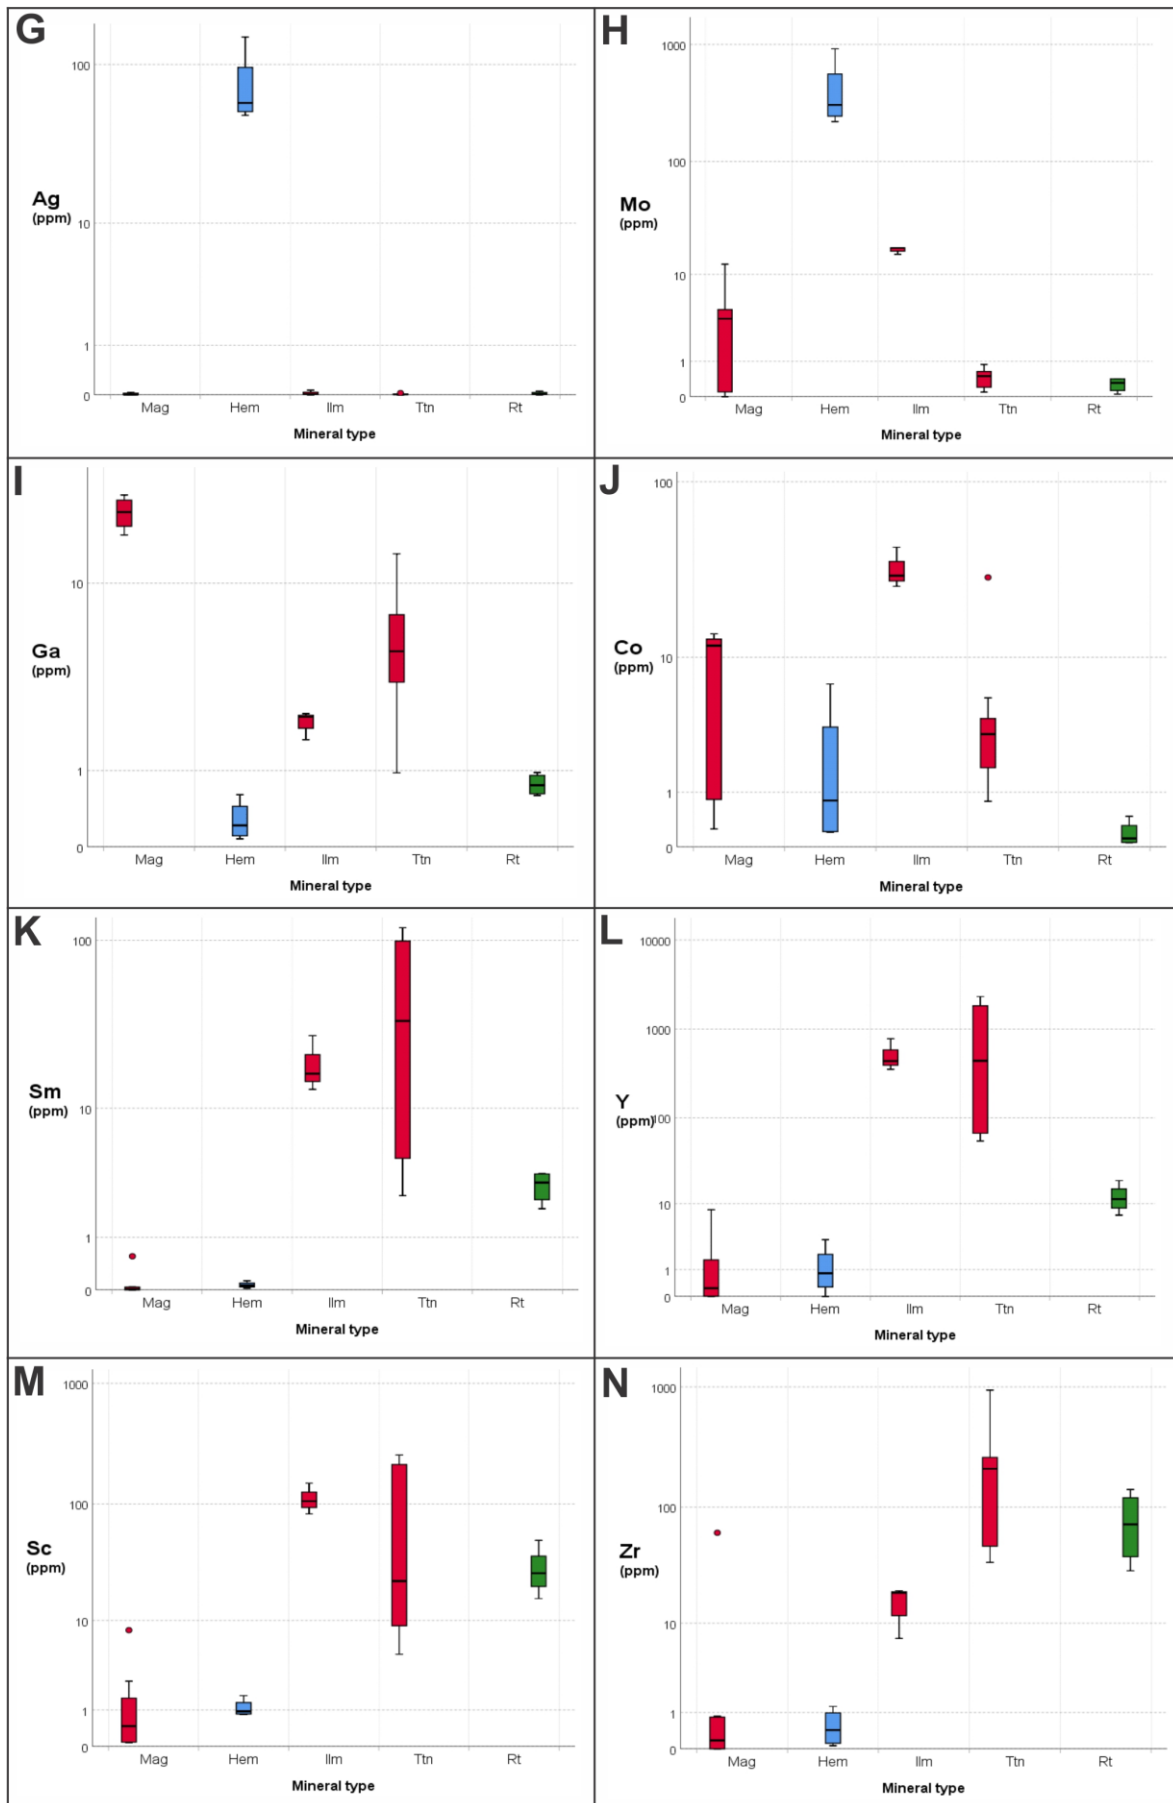 G
100
Ag
(ppm)
10
1
0
Mag Hem Ilm Ttn Rt
Mineral type
H
1000
100
Mo
(ppm)
10
1
0
Mag Hem Ilm Ttn Rt
Mineral type
I
10
Ga
(ppm)
1
0
Mag Hem Ilm Ttn Rt
Mineral type
J
100
Co
(ppm)
10
1
0
Mag Hem Ilm Ttn Rt
Mineral type
K
100
Sm
(ppm)
10
1
0
Mag Hem Ilm Ttn Rt
Mineral type
L
10000
1000
Y
(ppm)
100
10
1
0
Mag Hem Ilm Ttn Rt
Mineral type
M
1000
100
Sc
(ppm)
10
1
0
Mag Hem Ilm Ttn Rt
Mineral type
N
1000
100
Zr
(ppm)
10
1
0
Mag Hem Ilm Ttn Rt
Mineral type